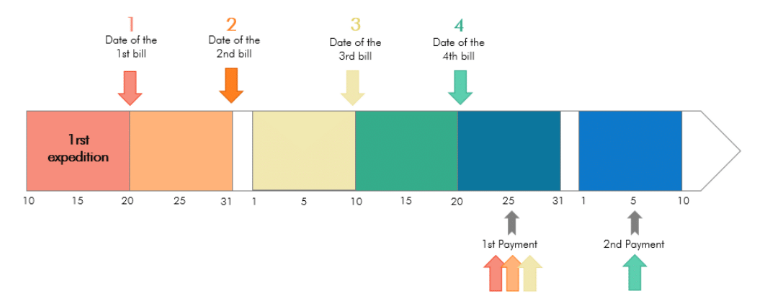 1
Date of the
1st bill
2
Date of the
2nd bill
3
Date of the
3rd bill
4
Date of the
4th bill
1rst
expedition
10 15 20 25 31 1 5 10 15 20 25 31 1 5 10
1st Payment
2nd Payment